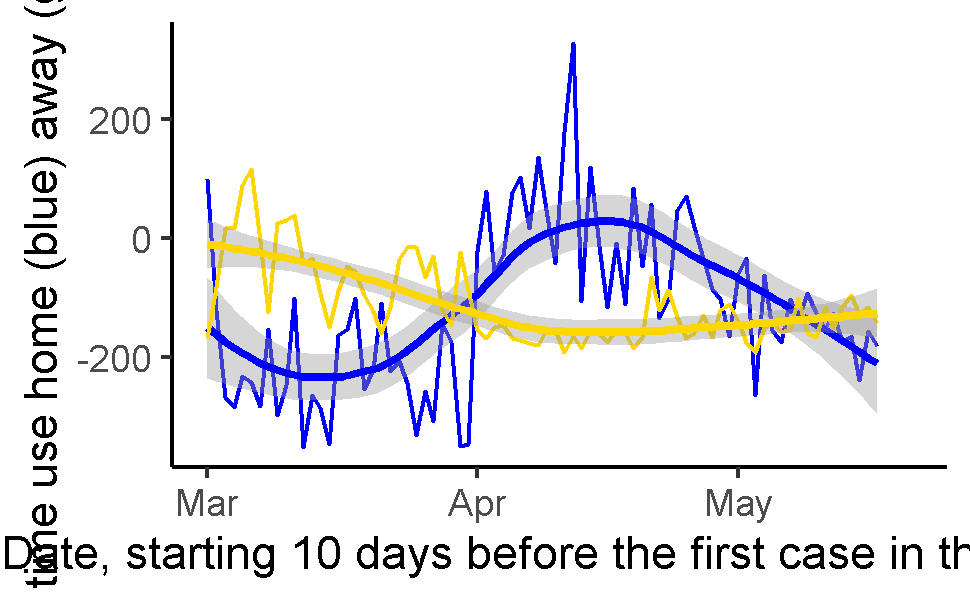 time use home (blue) away (
200
0
-200
Mar Apr May
Date, starting 10 days before the first case in th